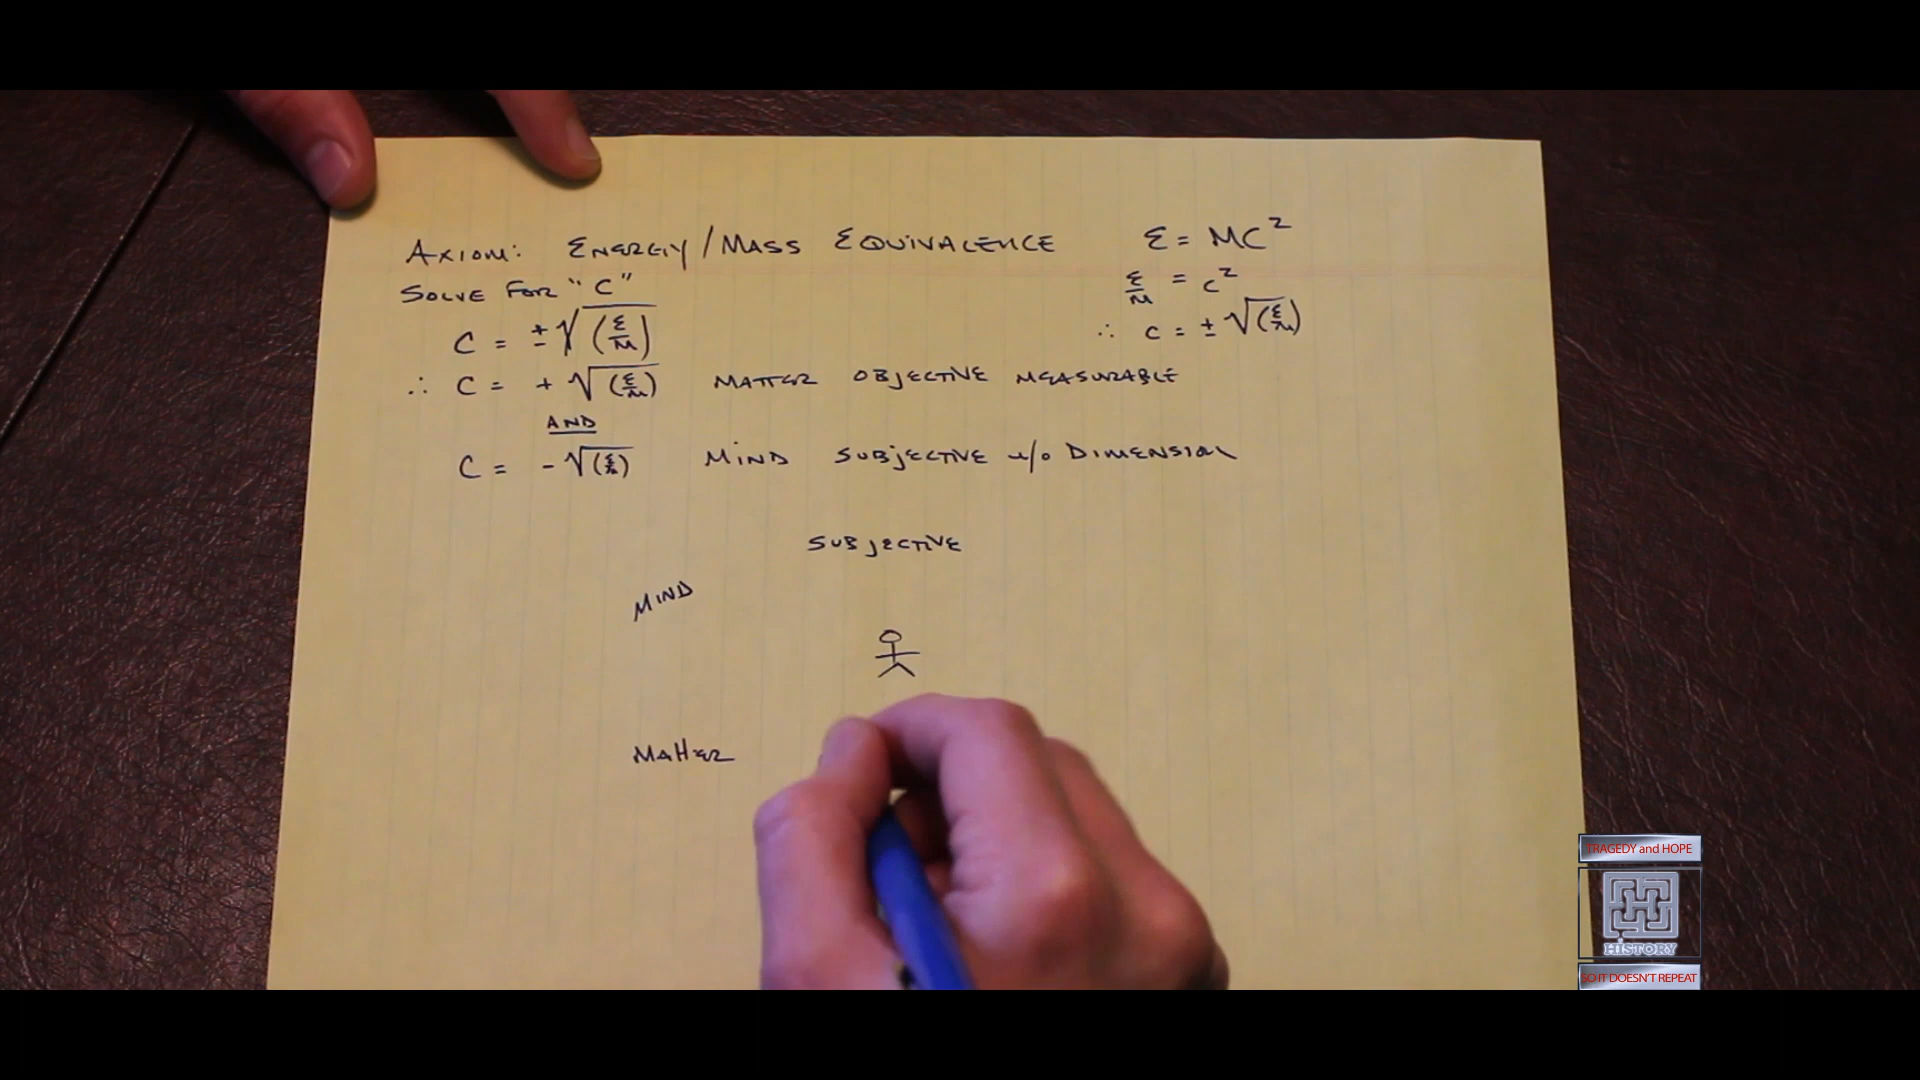 AXIOM: ENERGY/MASS EQUIVALENCE E = MC²
SOLVE FOR "C" E/M = C²
C = ±√(E/M) ∴ C = ±√(E/M)
∴ C = +√(E/M) MATTER OBJECTIVE MEASURABLE
AND
C = -√(E/M) MIND SUBJECTIVE w/o DIMENSION
SUBJECTIVE
MIND
MATTER
TRAGEDY and HOPE
HiSTORY
SO IT DOESN'T REPEAT